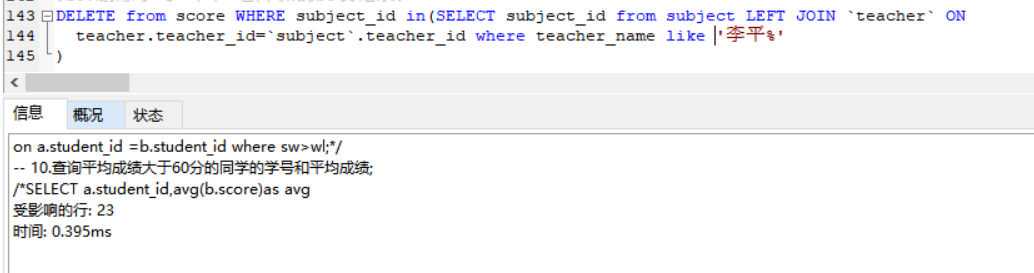 143 DELETE from score WHERE subject_id in(SELECT subject_id from subject LEFT JOIN `teacher` ON
144 teacher.teacher_id=`subject`.teacher_id where teacher_name like '李平%'
145 )
信息 概况 状态
on a.student_id =b.student_id where sw>wl;*/
-- 10.查询平均成绩大于60分的同学的学号和平均成绩;
/*SELECT a.student_id,avg(b.score)as avg
受影响的行: 23
时间: 0.395ms